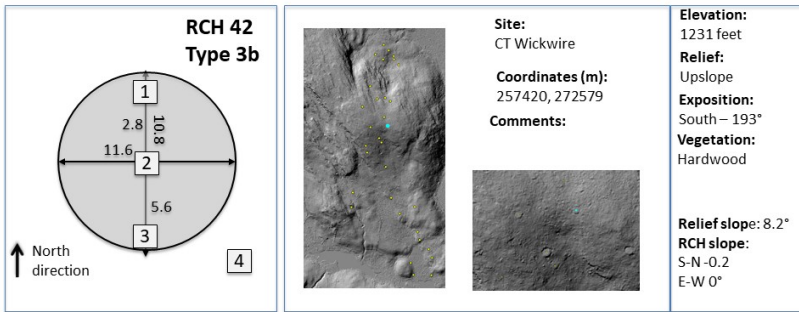 RCH 42
Type 3b
1
2.8
10.8
11.6
2
5.6
3
4
North
direction
Site:
CT Wickwire
Coordinates (m):
257420, 272579
Comments:
Elevation:
1231 feet
Relief:
Upslope
Exposition:
South – 193°
Vegetation:
Hardwood
Relief slope: 8.2°
RCH slope:
S-N -0.2
E-W 0°